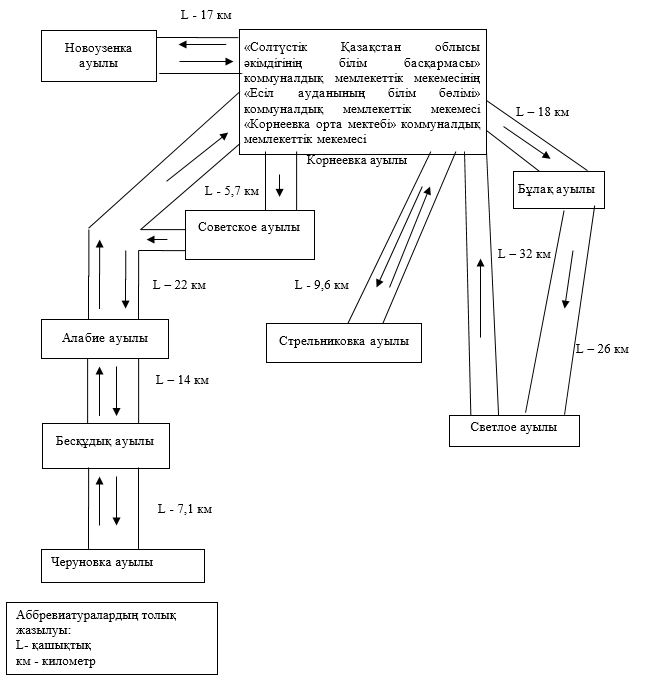 L - 17 км
Новоузенка
ауылы
«Солтүстік Қазақстан облысы
әкімдігінің білім басқармасы»
коммуналдық мемлекеттік мекемесінің
«Есіл ауданының білім бөлімі»
коммуналдық мемлекеттік мекемесі
«Корнеевка орта мектебі» коммуналдық
мемлекеттік мекемесі
Корнеевка ауылы
L – 18 км
Бұлақ ауылы
L - 5,7 км
Советское ауылы
L – 32 км
L – 22 км
L - 9,6 км
Алабие ауылы
Стрельниковка ауылы
L – 26 км
L – 14 км
Бесқұдық ауылы
Светлое ауылы
L - 7,1 км
Черуновка ауылы
Аббревиатуралардың толық
жазылуы:
L- қашықтық
км - километр